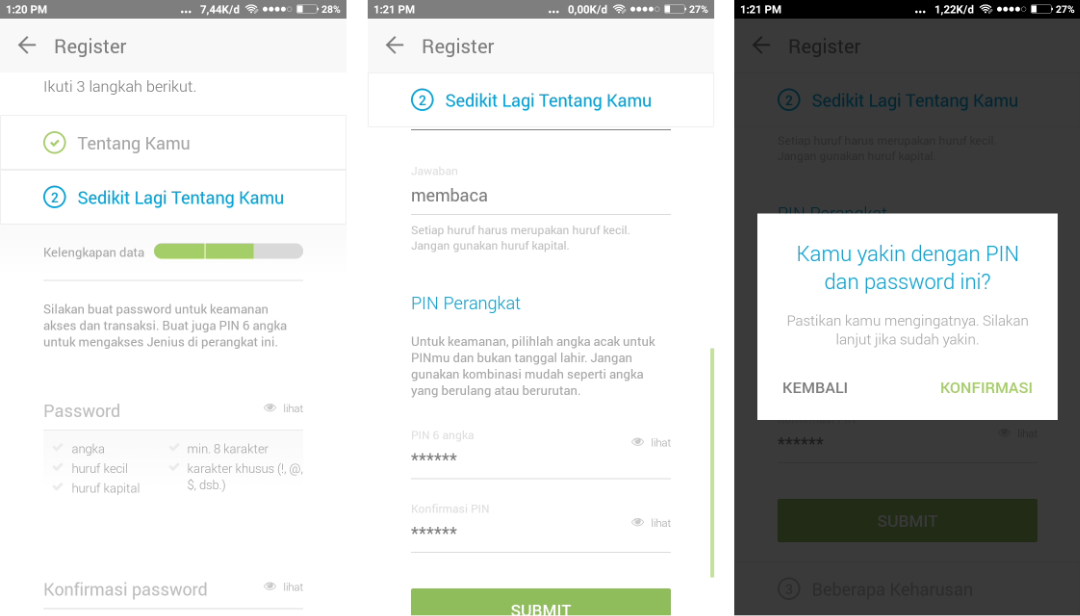 1:20 PM ... 7,44K/d 28%
Register
Ikuti 3 langkah berikut.
Tentang Kamu
2 Sedikit Lagi Tentang Kamu
Kelengkapan data
Silakan buat password untuk keamanan
akses dan transaksi. Buat juga PIN 6 angka
untuk mengakses Jenius di perangkat ini.
Password lihat
angka min. 8 karakter
huruf kecil karakter khusus (!, @,
huruf kapital $, dsb.)
Konfirmasi password lihat
1:21 PM ... 0,00K/d 27%
Register
2 Sedikit Lagi Tentang Kamu
Jawaban
membaca
Setiap huruf harus merupakan huruf kecil.
Jangan gunakan huruf kapital.
PIN Perangkat
Untuk keamanan, pilihlah angka acak untuk
PINmu dan bukan tanggal lahir. Jangan
gunakan kombinasi mudah seperti angka
yang berulang atau berurutan.
PIN 6 angka
****** lihat
Konfirmasi PIN
****** lihat
SUBMIT
1:21 PM ... 1,22K/d 27%
Register
2 Sedikit Lagi Tentang Kamu
Setiap huruf harus merupakan huruf kecil.
Jangan gunakan huruf kapital.
PIN Perangkat
Kamu yakin dengan PIN
dan password ini?
Pastikan kamu mengingatnya. Silakan
lanjut jika sudah yakin.
KEMBALI KONFIRMASI
****** lihat
SUBMIT
3 Beberapa Keharusan